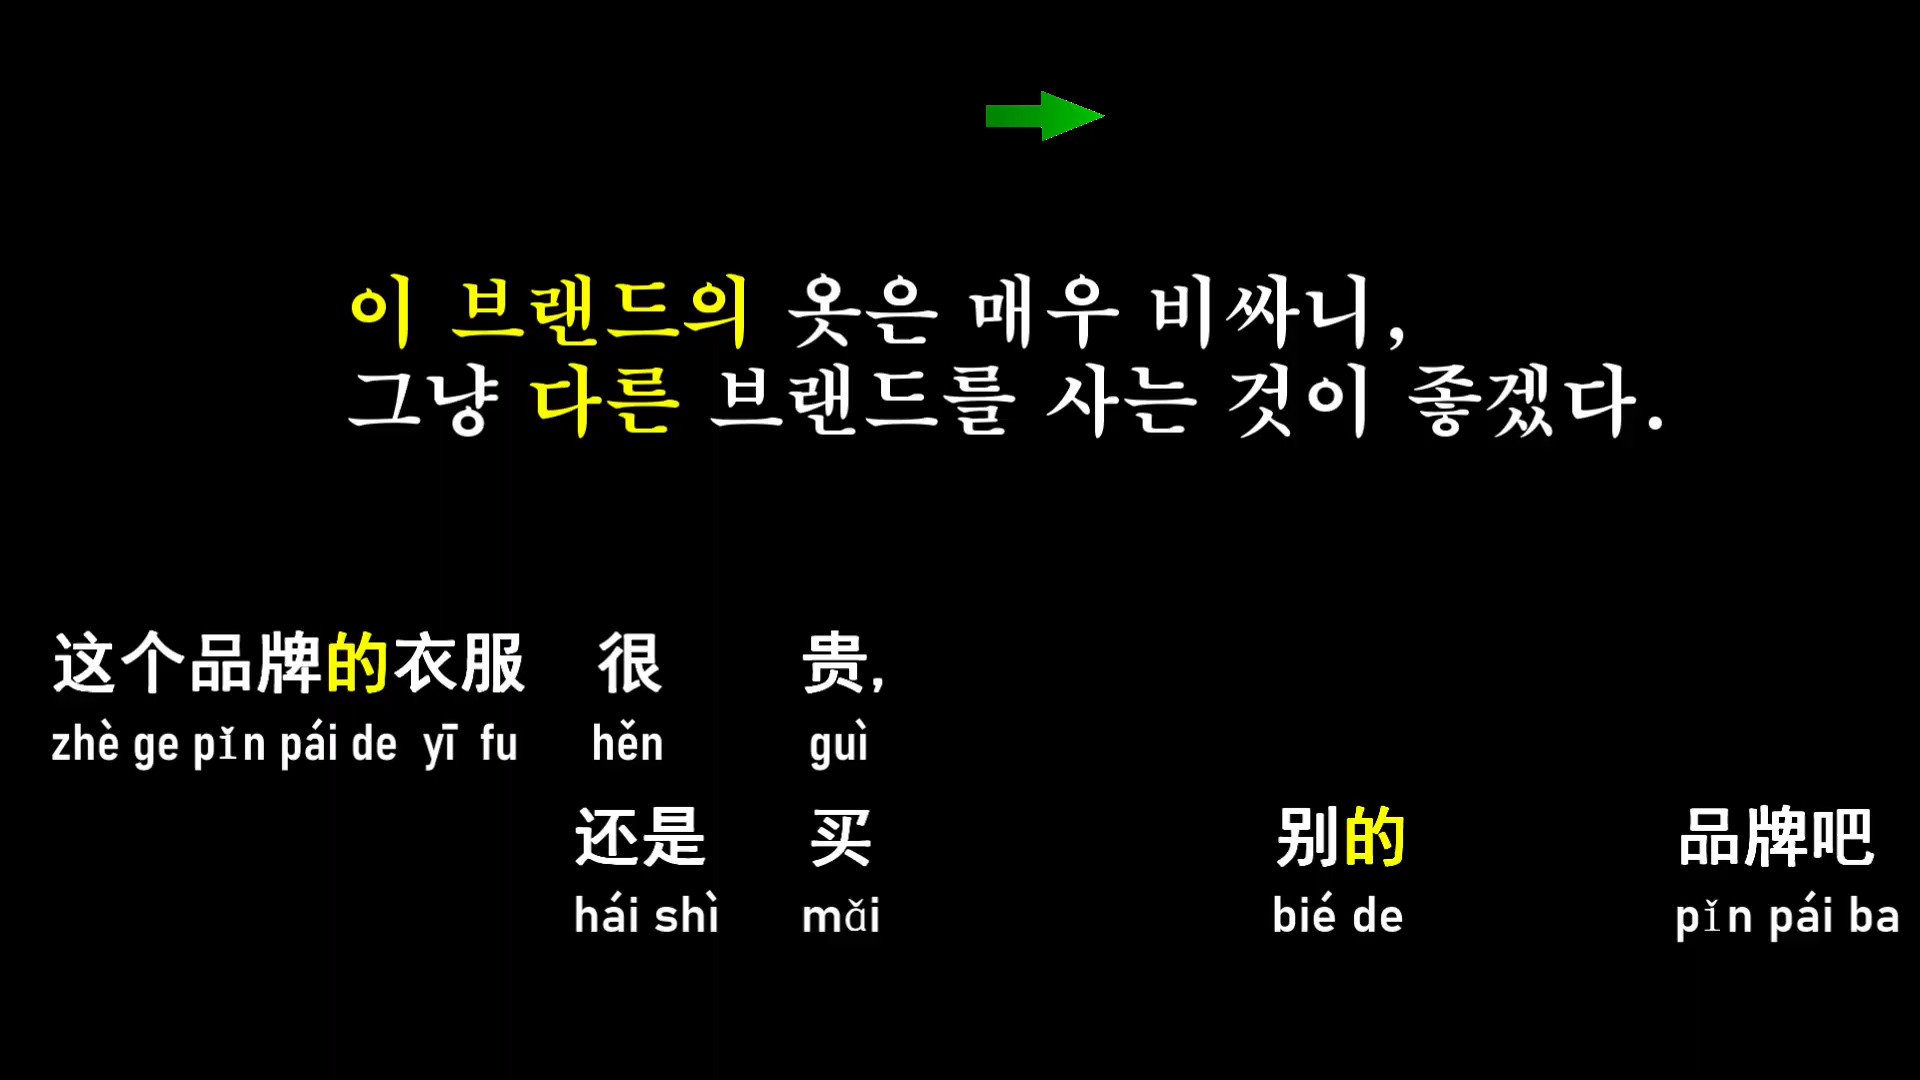 이 브랜드의 옷은 매우 비싸니,
그냥 다른 브랜드를 사는 것이 좋겠다.
这个品牌的衣服 很 贵,
zhè ge pǐn pái de yī fu hěn guì
还是 买 别的 品牌吧
hái shì mǎi bié de pǐn pái ba